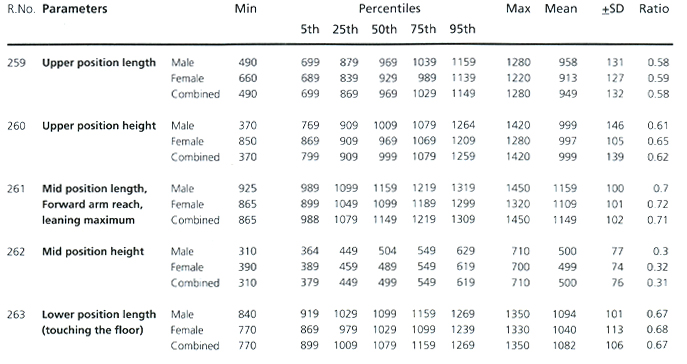 R.No. Parameters Min Percentiles Max Mean ±SD Ratio
5th 25th 50th 75th 95th
259 Upper position length Male 490 699 879 969 1039 1159 1280 958 131 0.58
Female 660 689 839 929 989 1139 1220 913 127 0.59
Combined 490 699 869 969 1029 1149 1280 949 132 0.58
260 Upper position height Male 370 769 909 1009 1079 1264 1420 999 146 0.61
Female 850 869 909 969 1069 1209 1280 997 105 0.65
Combined 370 799 909 999 1079 1259 1420 999 139 0.62
261 Mid position length, Male 925 989 1099 1159 1219 1319 1450 1159 100 0.7
Forward arm reach, Female 865 899 1049 1099 1189 1299 1320 1109 101 0.72
leaning maximum Combined 865 988 1079 1149 1219 1309 1450 1149 102 0.71
262 Mid position height Male 310 364 449 504 549 629 710 500 77 0.3
Female 390 389 459 489 549 619 700 499 74 0.32
Combined 310 379 449 499 549 619 710 500 76 0.31
263 Lower position length Male 840 919 1029 1099 1159 1269 1350 1094 101 0.67
(touching the floor) Female 770 869 979 1029 1099 1239 1330 1040 113 0.68
Combined 770 899 1009 1079 1159 1269 1350 1082 106 0.67